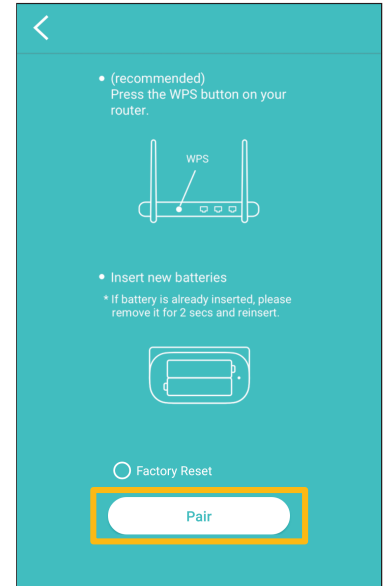 • (recommended)
Press the WPS button on your
router.
WPS
• Insert new batteries
* If battery is already inserted, please
remove it for 2 secs and reinsert.
Factory Reset
Pair